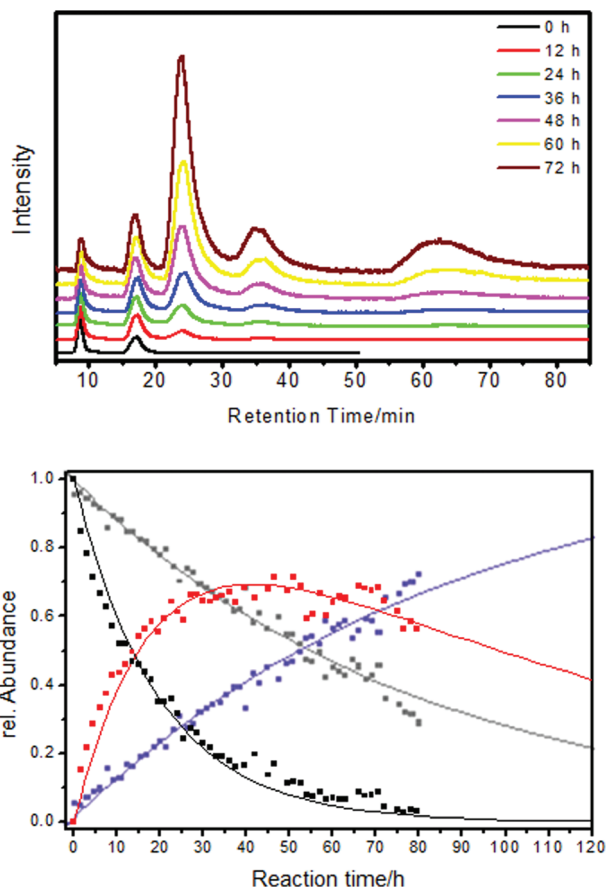 0 h
12 h
24 h
36 h
48 h
60 h
72 h
Intensity
10 20 30 40 50 60 70 80
Retention Time/min
1.0
0.8
0.6
0.4
0.2
0.0
rel. Abundance
0 10 20 30 40 50 60 70 80 90 100 110 120
Reaction time/h